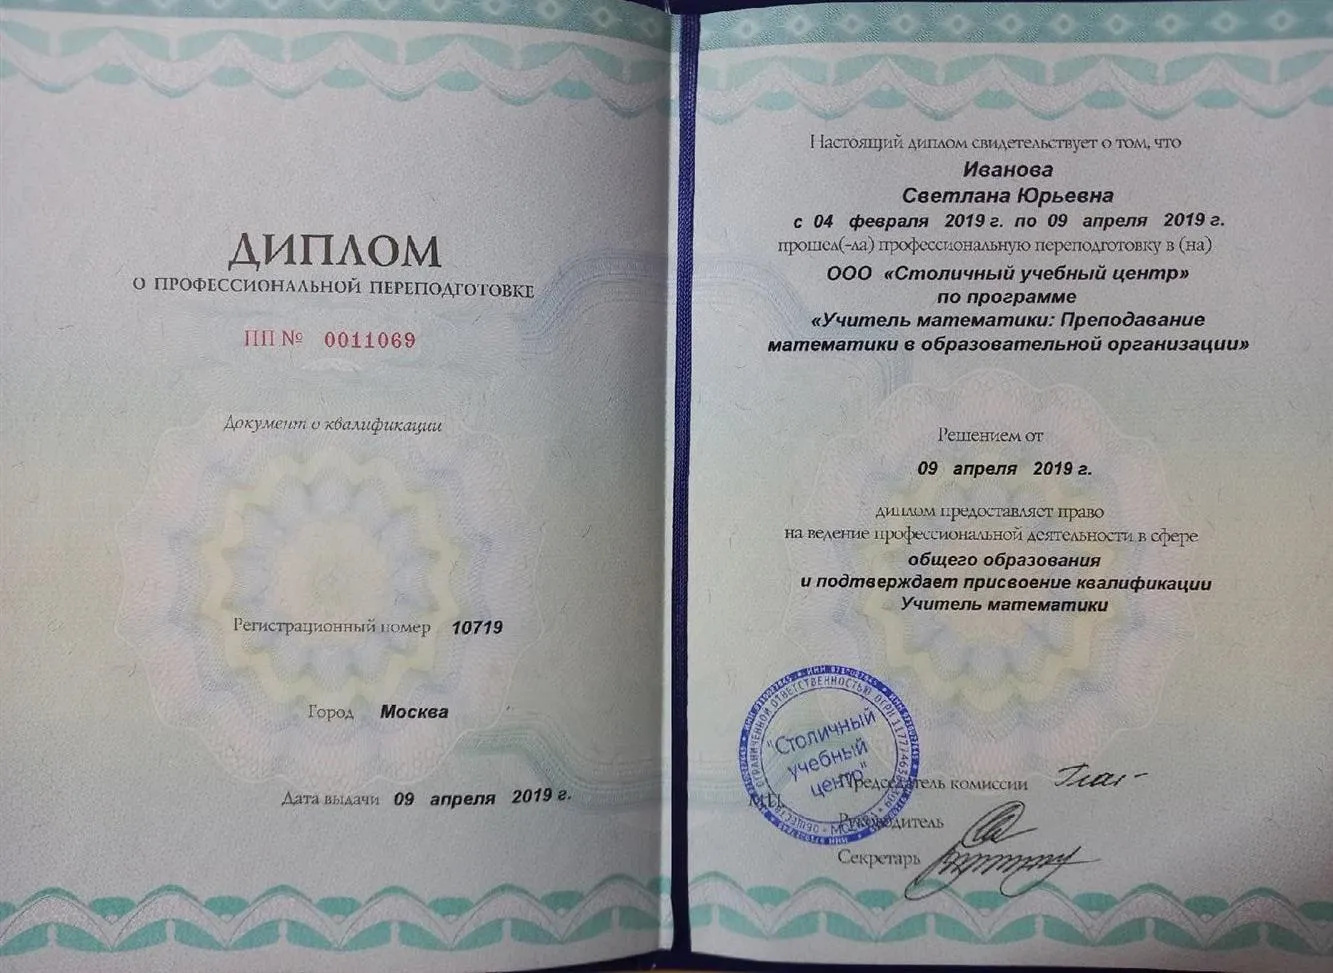 ДИПЛОМ
О ПРОФЕССИОНАЛЬНОЙ ПЕРЕПОДГОТОВКЕ
ПП № 0011069
Документ о квалификации
Регистрационный номер 10719
Город Москва
Дата выдачи 09 апреля 2019 г.
Настоящий диплом свидетельствует о том, что
Иванова
Светлана Юрьевна
с 04 февраля 2019 г. по 09 апреля 2019 г.
прошел(-ла) профессиональную переподготовку в (на)
ООО «Столичный учебный центр»
по программе
«Учитель математики: Преподавание
математики в образовательной организации»
Решением от
09 апреля 2019 г.
диплом предоставляет право
на ведение профессиональной деятельности в сфере
общего образования
и подтверждает присвоение квалификации
Учитель математики
"Столичный
учебный
центр"
М.П.
Председатель комиссии
Руководитель
Секретарь